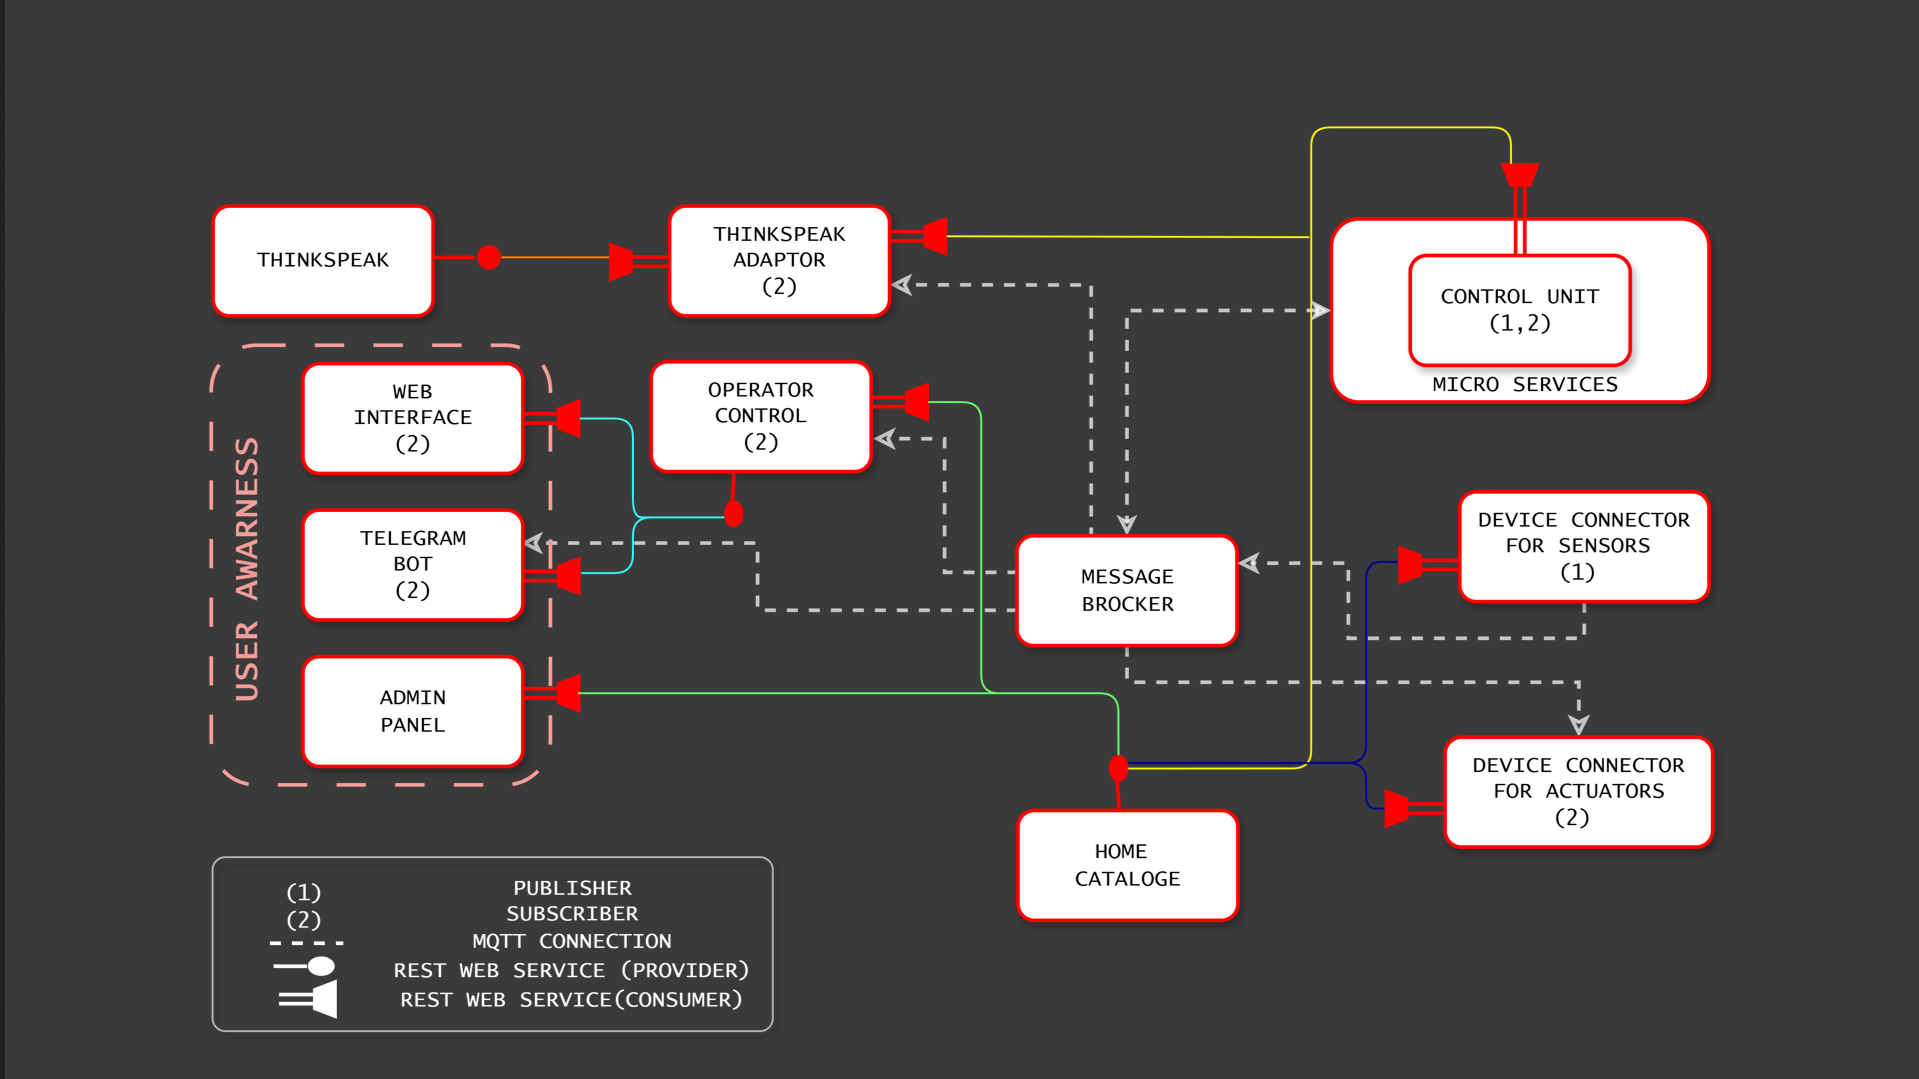 THINKSPEAK
THINKSPEAK
ADAPTOR
(2)
CONTROL UNIT
(1,2)
MICRO SERVICES
USER AWARNESS
WEB
INTERFACE
(2)
OPERATOR
CONTROL
(2)
TELEGRAM
BOT
(2)
MESSAGE
BROCKER
DEVICE CONNECTOR
FOR SENSORS
(1)
ADMIN
PANEL
DEVICE CONNECTOR
FOR ACTUATORS
(2)
HOME
CATALOGE
(1) PUBLISHER
(2) SUBSCRIBER
MQTT CONNECTION
REST WEB SERVICE (PROVIDER)
REST WEB SERVICE(CONSUMER)